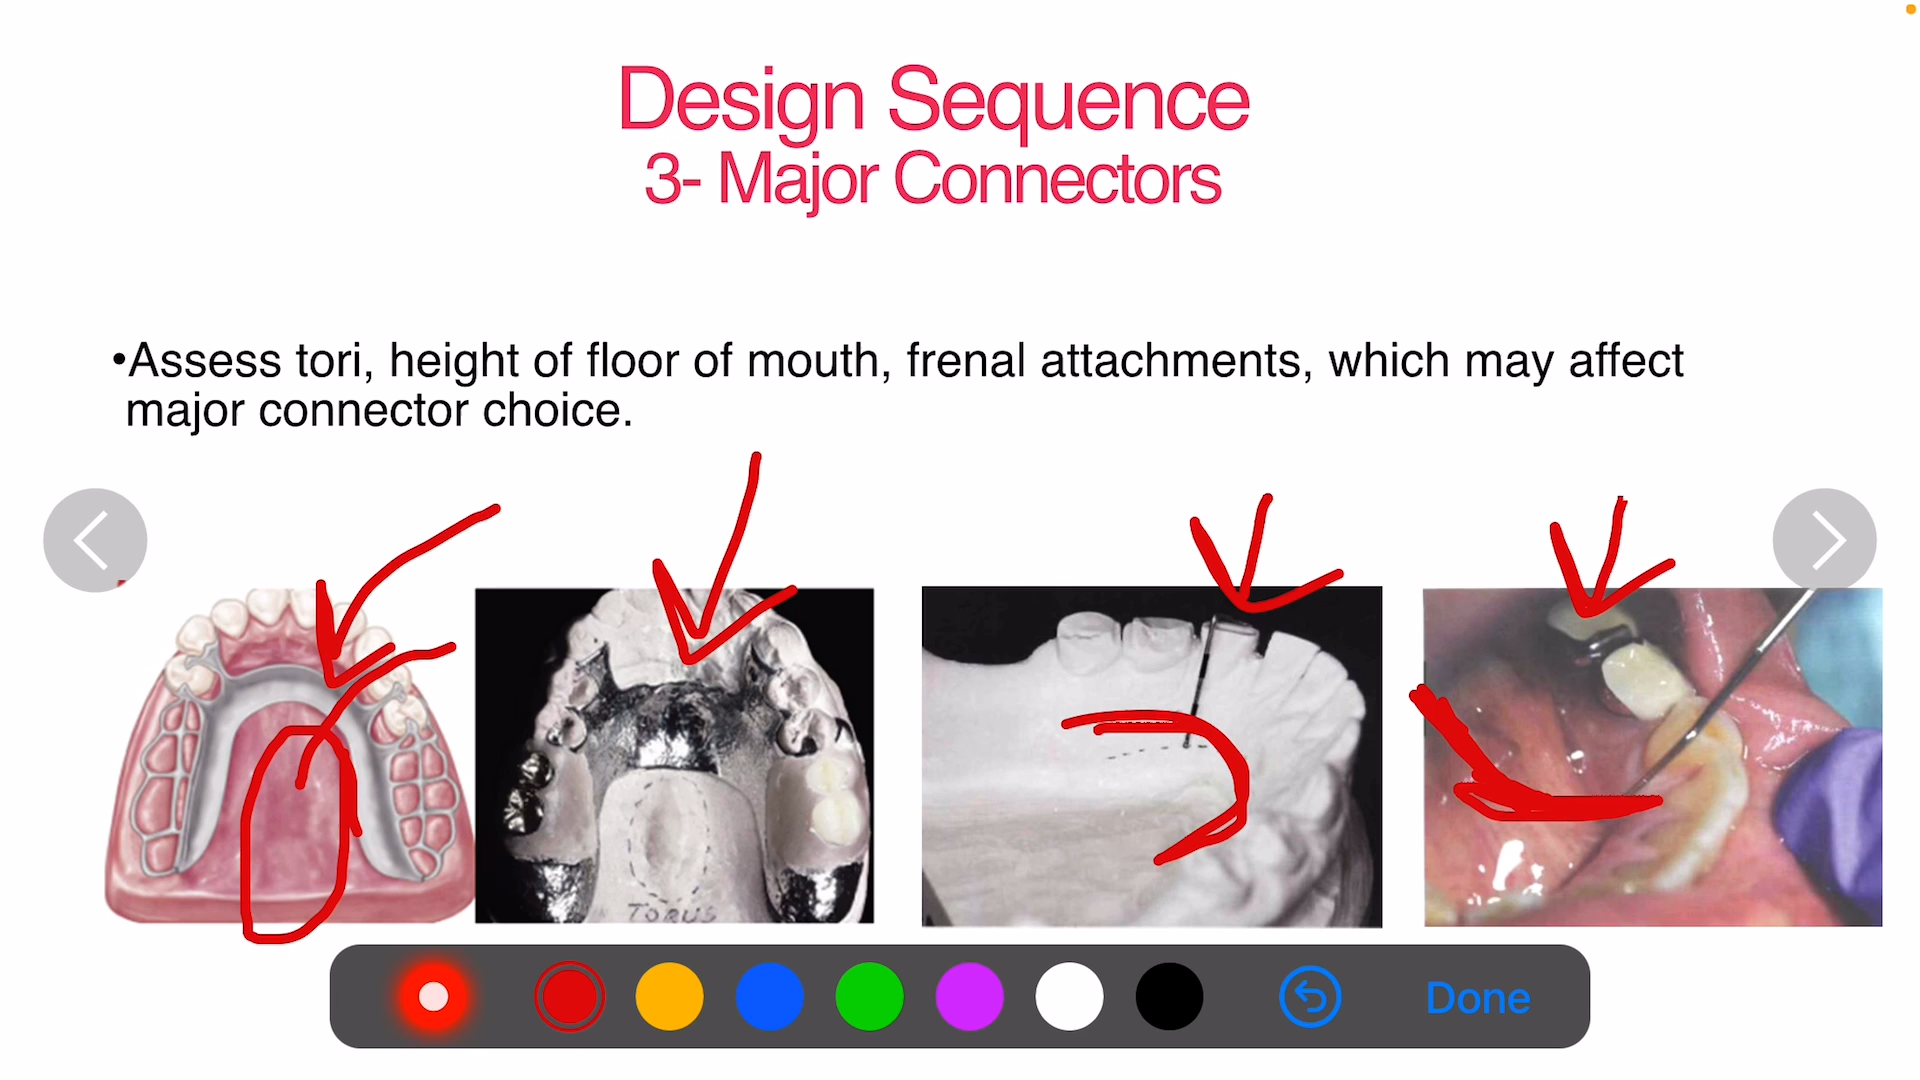 Design Sequence
3- Major Connectors
•Assess tori, height of floor of mouth, frenal attachments, which may affect
major connector choice.
TORUS
Done